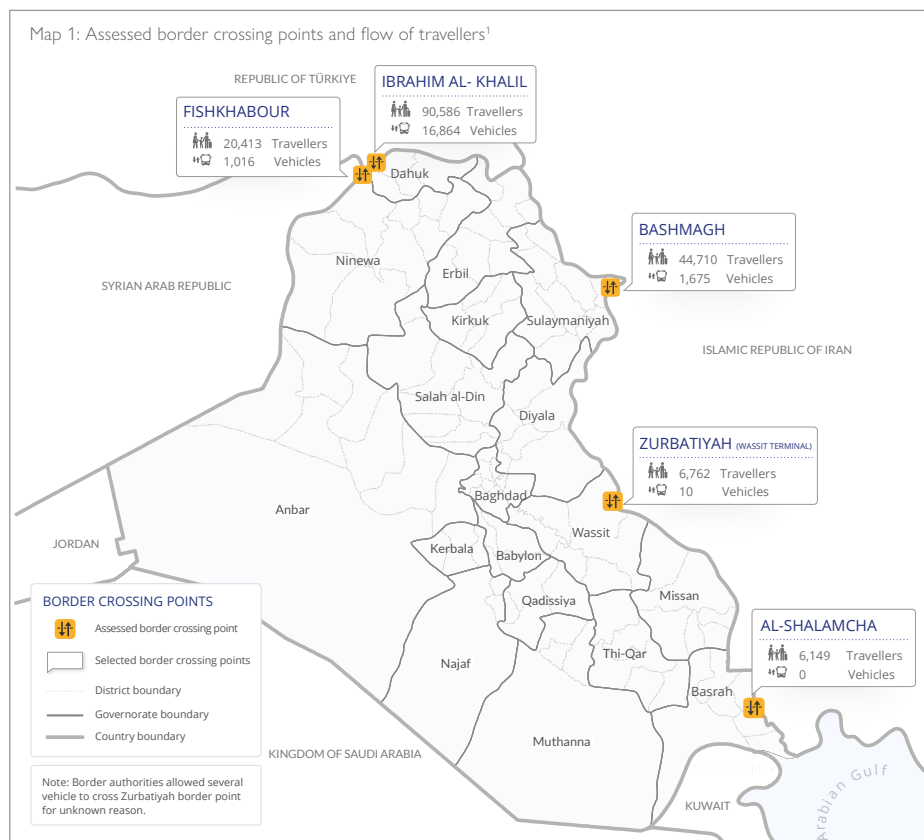 Map 1: Assessed border crossing points and flow of travellers¹
REPUBLIC OF TÜRKIYE
IBRAHIM AL- KHALIL
90,586 Travellers
16,864 Vehicles
FISHKHABOUR
20,413 Travellers
1,016 Vehicles
Dahuk
BASHMAGH
44,710 Travellers
1,675 Vehicles
Ninewa
Erbil
SYRIAN ARAB REPUBLIC
Kirkuk
Sulaymaniyah
ISLAMIC REPUBLIC OF IRAN
Salah al-Din
Diyala
ZURBATIYAH (WASSIT TERMINAL)
6,762 Travellers
10 Vehicles
Baghdad
Anbar
Wassit
JORDAN
Kerbala
Babylon
Qadissiya
Missan
BORDER CROSSING POINTS
Assessed border crossing point
Selected border crossing points
District boundary
Governorate boundary
Country boundary
AL-SHALAMCHA
6,149 Travellers
0 Vehicles
Najaf
Thi-Qar
Basrah
Muthanna
KINGDOM OF SAUDI ARABIA
Note: Border authorities allowed several
vehicle to cross Zurbatiyah border point
for unknown reason.
KUWAIT
Arabian Gulf